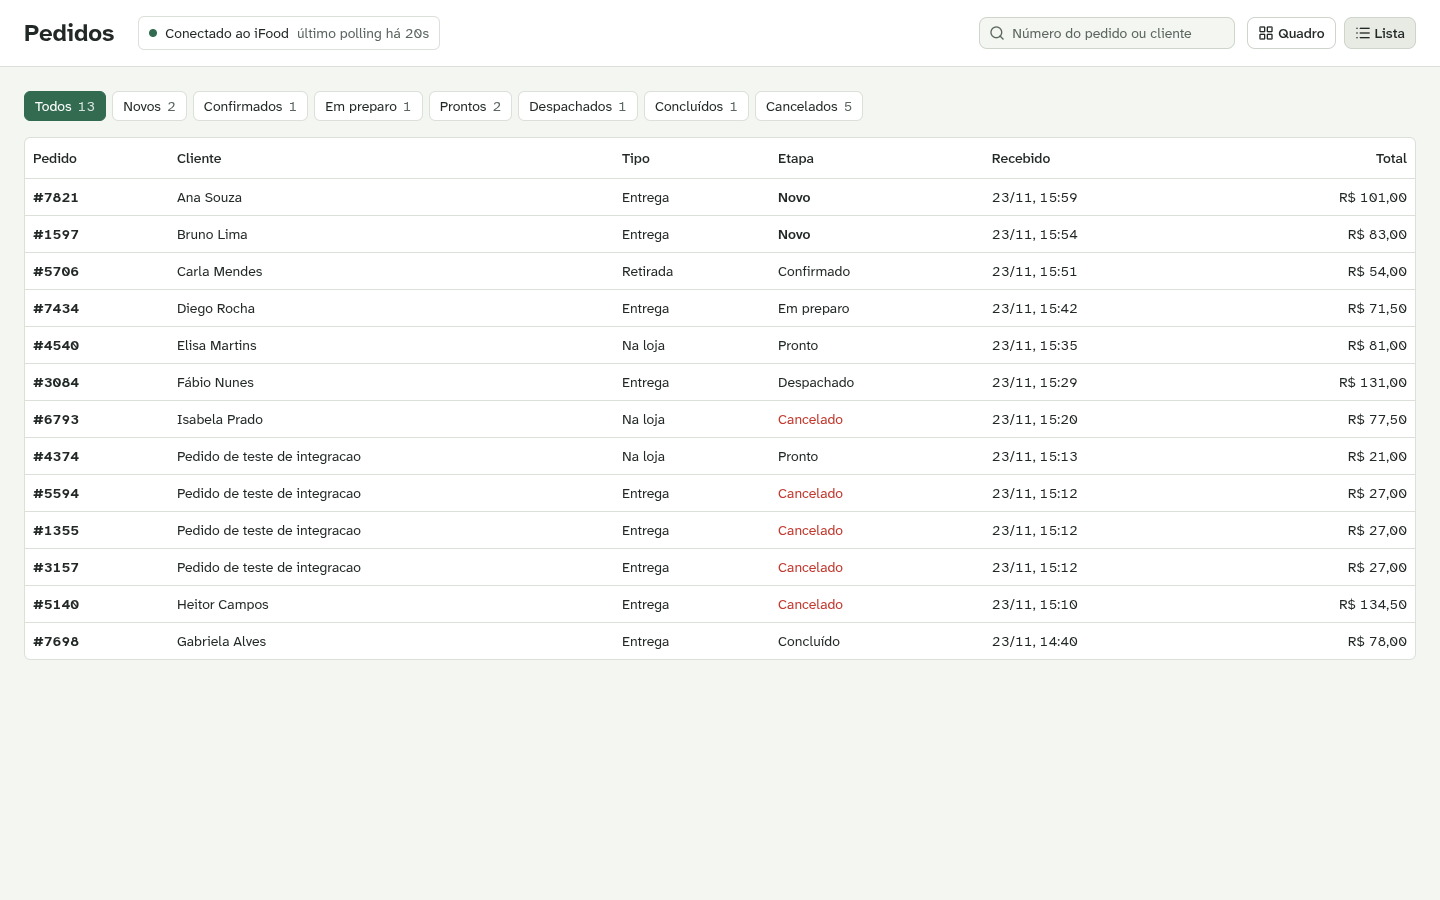 Pedidos Conectado ao iFood último polling há 20s Número do pedido ou cliente Quadro Lista
Todos 13 Novos 2 Confirmados 1 Em preparo 1 Prontos 2 Despachados 1 Concluídos 1 Cancelados 5
Pedido Cliente Tipo Etapa Recebido Total
#7821 Ana Souza Entrega Novo 23/11, 15:59 R$ 101,00
#1597 Bruno Lima Entrega Novo 23/11, 15:54 R$ 83,00
#5706 Carla Mendes Retirada Confirmado 23/11, 15:51 R$ 54,00
#7434 Diego Rocha Entrega Em preparo 23/11, 15:42 R$ 71,50
#4540 Elisa Martins Na loja Pronto 23/11, 15:35 R$ 81,00
#3084 Fábio Nunes Entrega Despachado 23/11, 15:29 R$ 131,00
#6793 Isabela Prado Na loja Cancelado 23/11, 15:20 R$ 77,50
#4374 Pedido de teste de integracao Na loja Pronto 23/11, 15:13 R$ 21,00
#5594 Pedido de teste de integracao Entrega Cancelado 23/11, 15:12 R$ 27,00
#1355 Pedido de teste de integracao Entrega Cancelado 23/11, 15:12 R$ 27,00
#3157 Pedido de teste de integracao Entrega Cancelado 23/11, 15:12 R$ 27,00
#5140 Heitor Campos Entrega Cancelado 23/11, 15:10 R$ 134,50
#7698 Gabriela Alves Entrega Concluído 23/11, 14:40 R$ 78,00